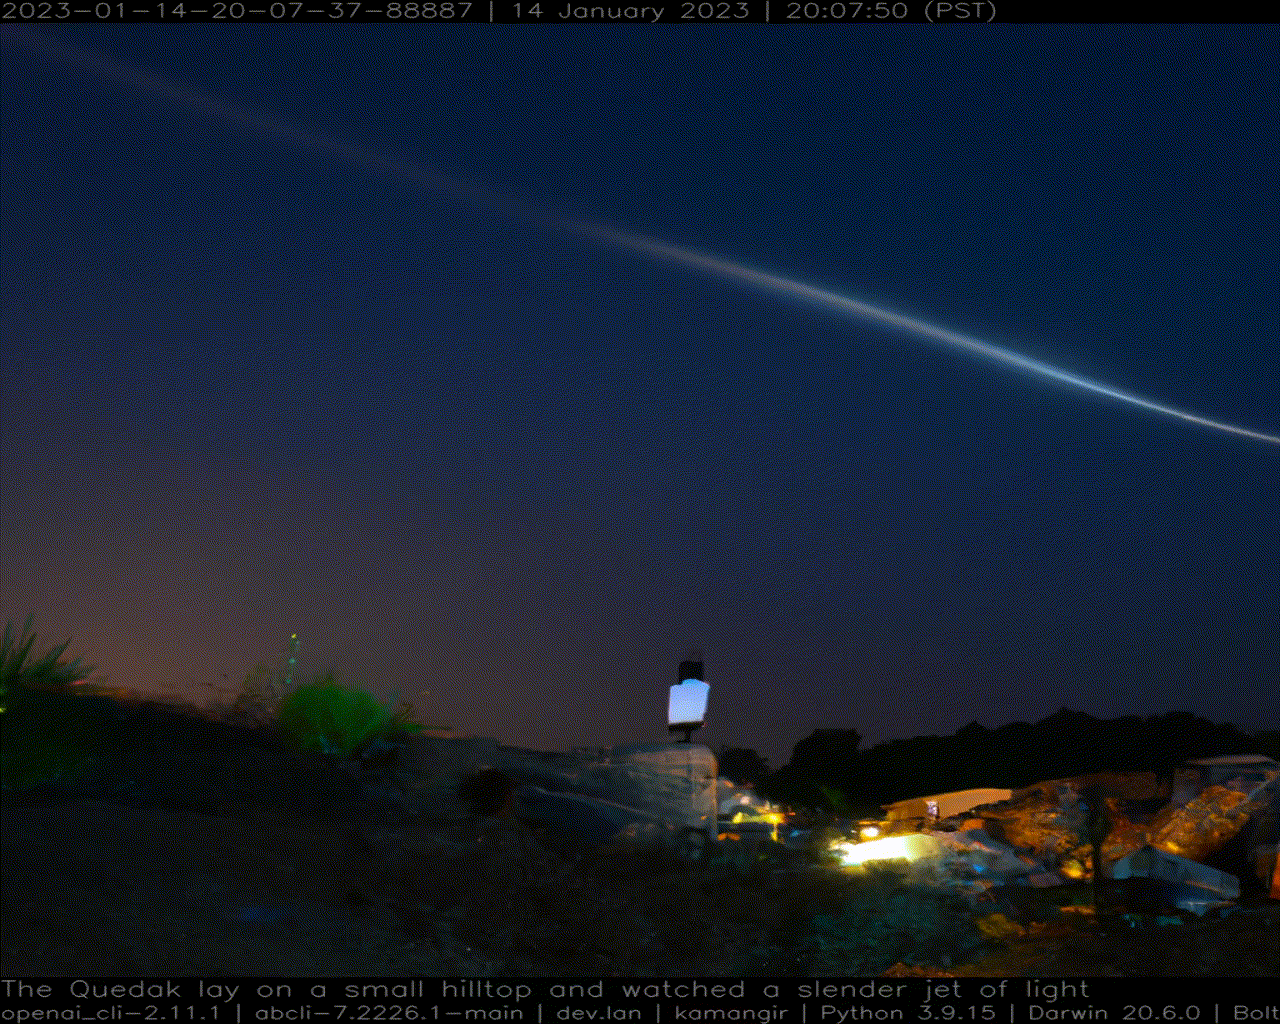 2023-01-14-20-07-37-88887 | 14 January 2023 | 20:07:50 (PST)
The Quedak lay on a small hilltop and watched a slender jet of light
openai_cli-2.11.1 | abcli-7.2226.1-main | dev.lan | kamangir | Python 3.9.15 | Darwin 20.6.0 | Bolt